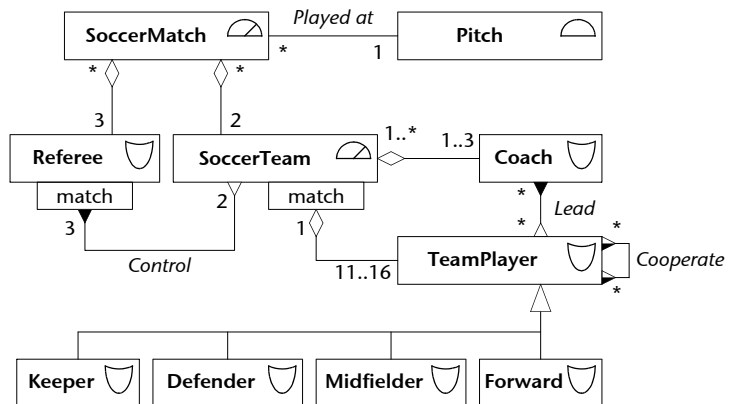 Played at
SoccerMatch
Pitch
*
1
*
*
3
2
1..*
1..3
Referee
SoccerTeam
Coach
match
match
2
*
3
1
*
Lead
*
Control
11..16
TeamPlayer
Cooperate
*
Keeper
Defender
Midfielder
Forward